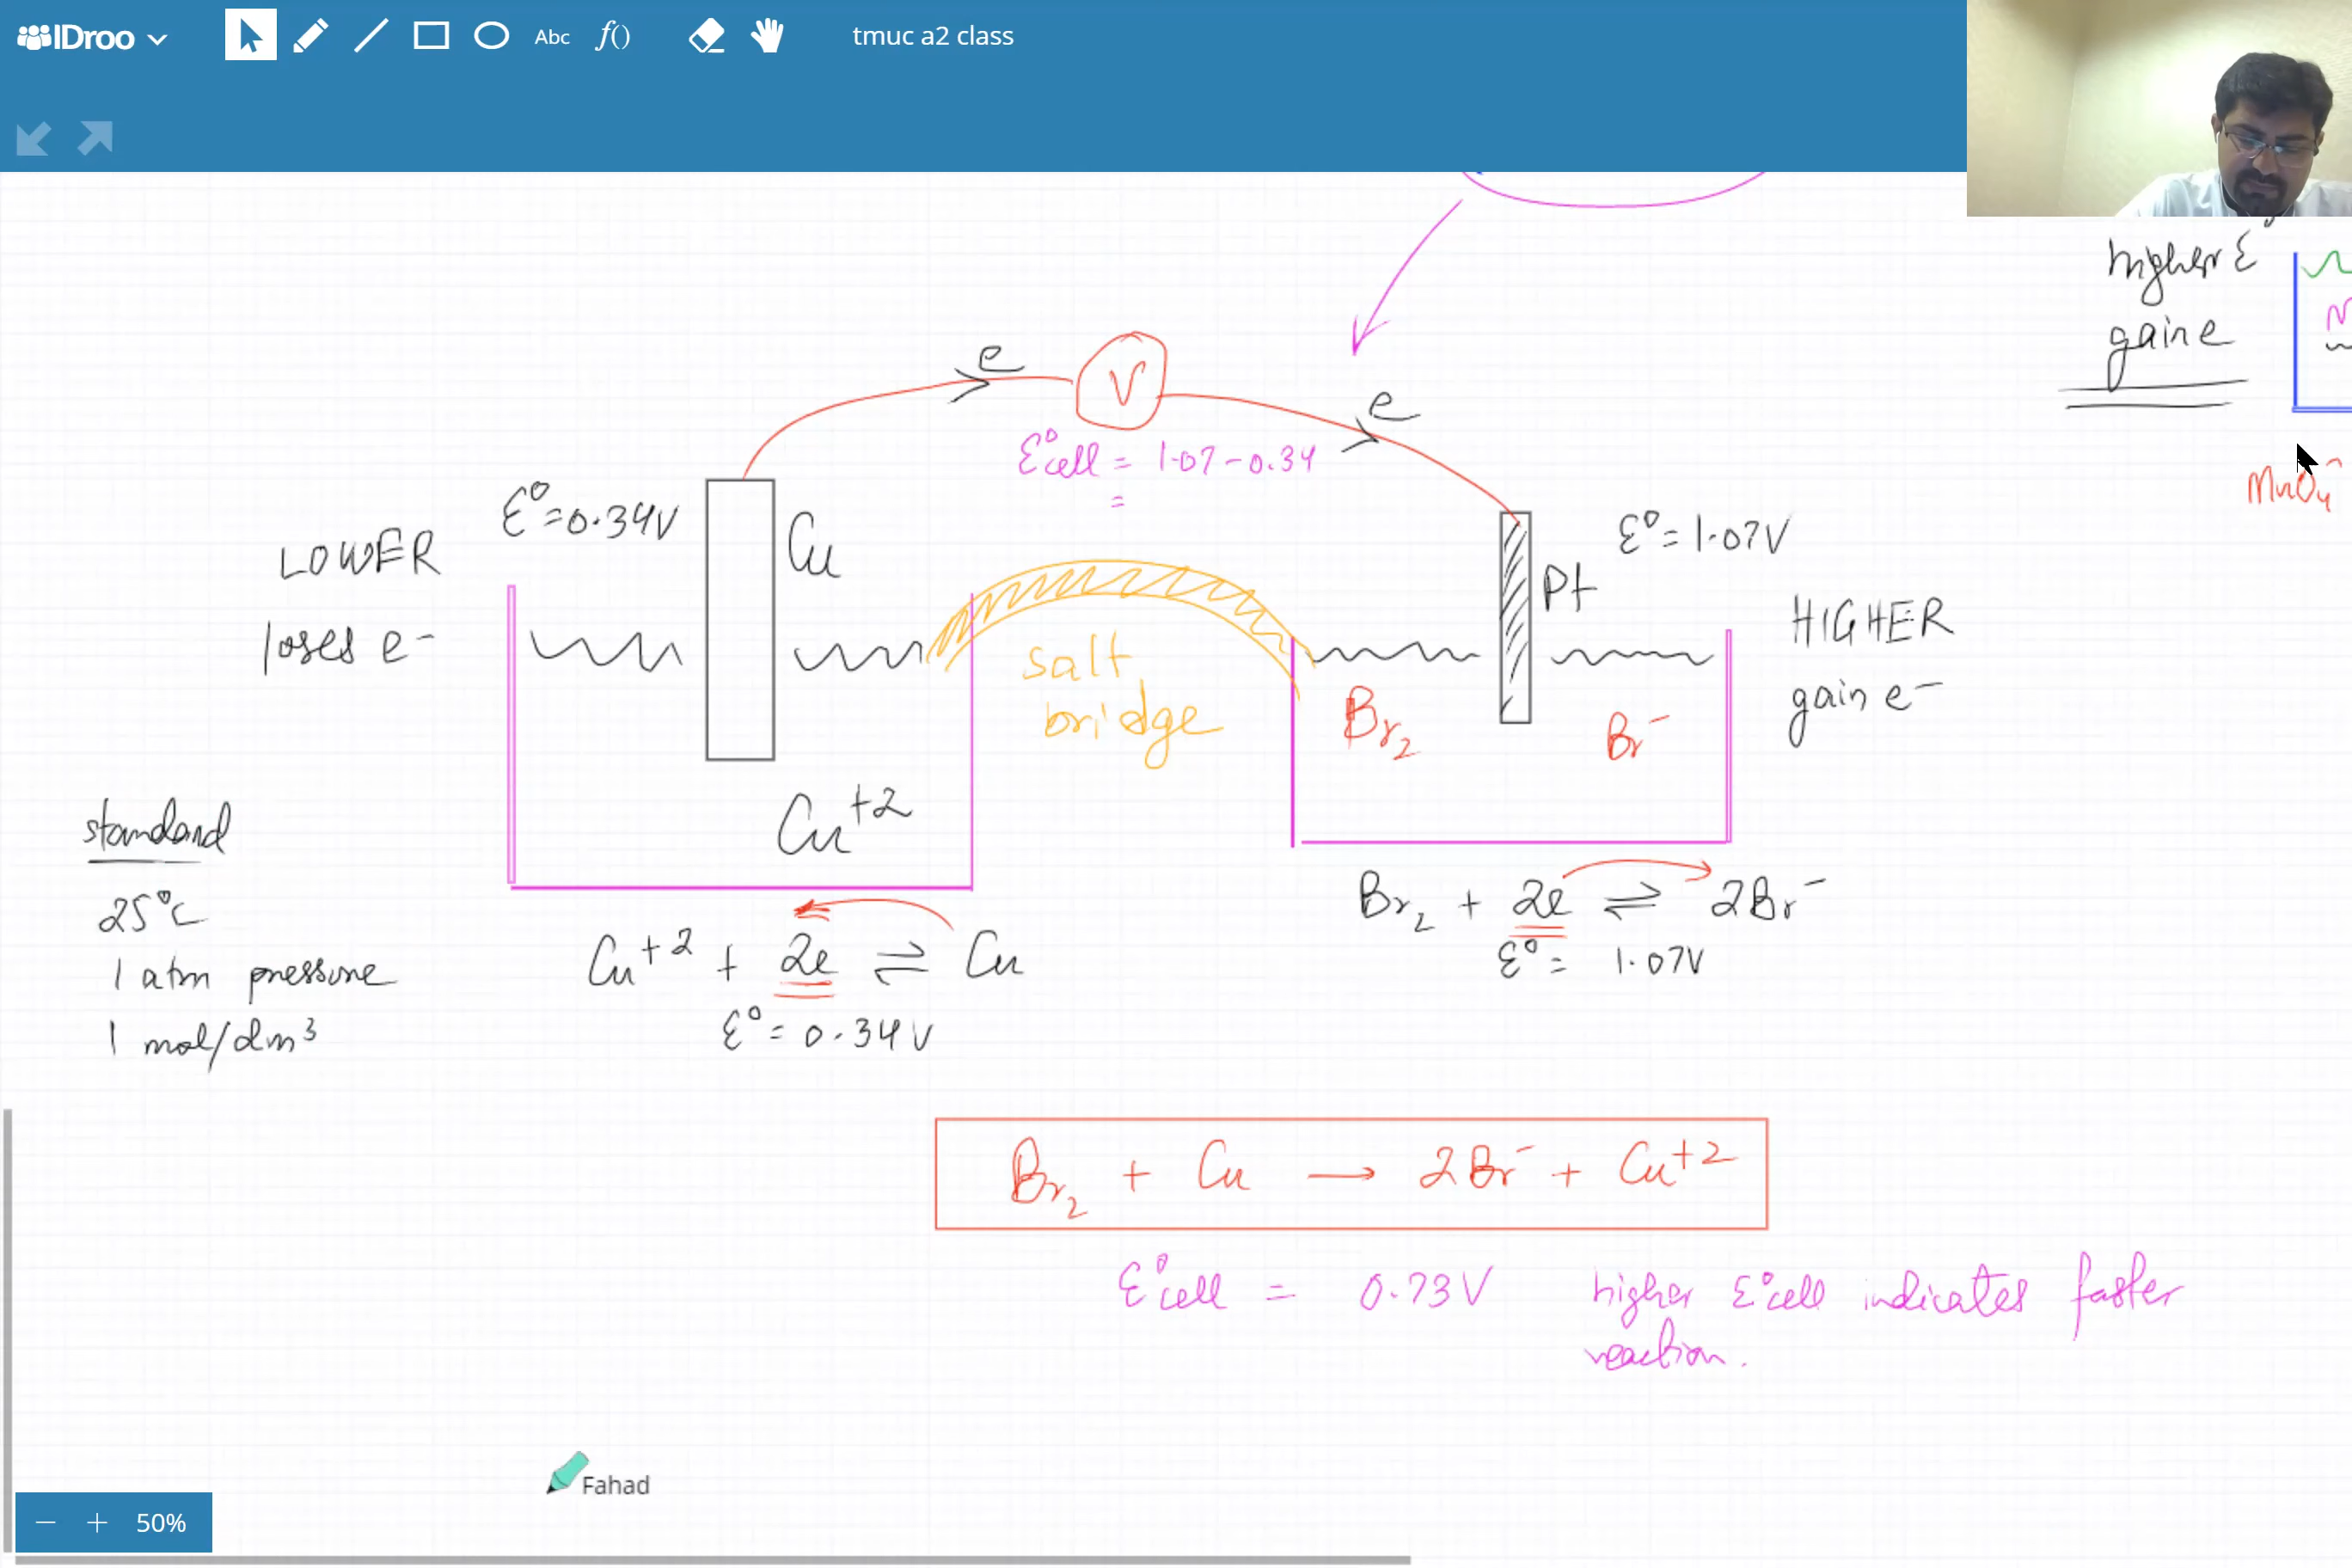 IDroo
Abc
f()
tmuc a2 class
higher Ɛ°
gain e
MnO₄⁻
e
V
e
Ɛ°cell = 1.07-0.34
=
LOWER
loses e-
Ɛ°=0.34V
Cu
salt
bridge
Pt
Ɛ°= 1.07V
HIGHER
gain e⁻
Br₂
Br⁻
Cu⁺²
standard
25°C
1 atm pressure
1 mol/dm³
Cu⁺² + 2e ⇌ Cu
Ɛ°= 0.34V
Br₂ + 2e ⇌ 2Br⁻
Ɛ°= 1.07V
Br₂ + Cu → 2Br⁻ + Cu⁺²
Ɛ°cell = 0.73V higher Ɛ°cell indicates faster
reaction.
Fahad
− + 50%